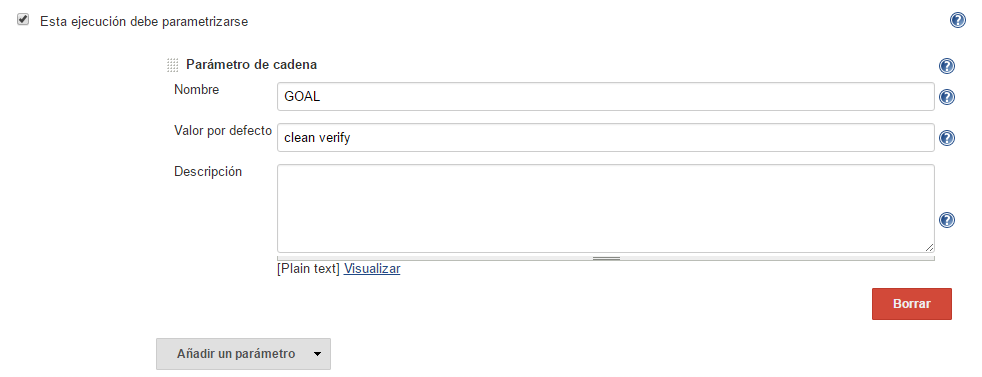 Esta ejecución debe parametrizarse
Parámetro de cadena
Nombre
GOAL
Valor por defecto
clean verify
Descripción
[Plain text] Visualizar
Borrar
Añadir un parámetro